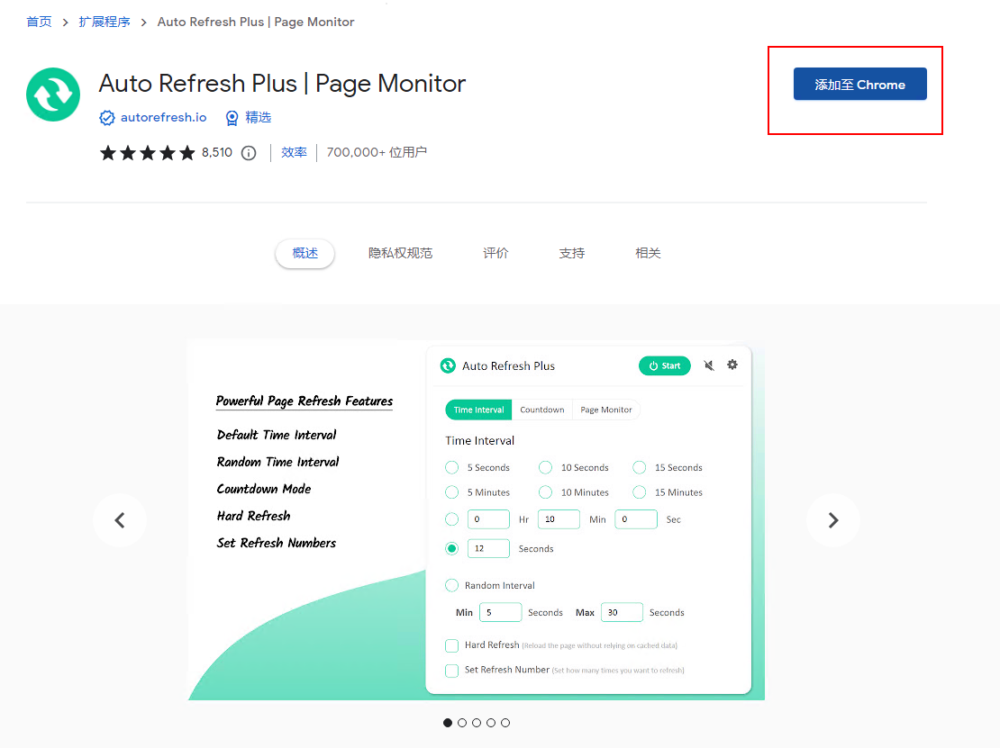 首页 > 扩展程序 > Auto Refresh Plus | Page Monitor
Auto Refresh Plus | Page Monitor
添加至 Chrome
autorefresh.io 精选
8,510 效率 700,000+ 位用户
概述 隐私权规范 评价 支持 相关
Auto Refresh Plus Start
Powerful Page Refresh Features
Default Time Interval
Random Time Interval
Countdown Mode
Hard Refresh
Set Refresh Numbers
Time Interval Countdown Page Monitor
Time Interval
5 Seconds 10 Seconds 15 Seconds
5 Minutes 10 Minutes 15 Minutes
0 Hr 10 Min 0 Sec
12 Seconds
Random Interval
Min 5 Seconds Max 30 Seconds
Hard Refresh (Reload the page without relying on cached data)
Set Refresh Number (Set how many times you want to refresh)